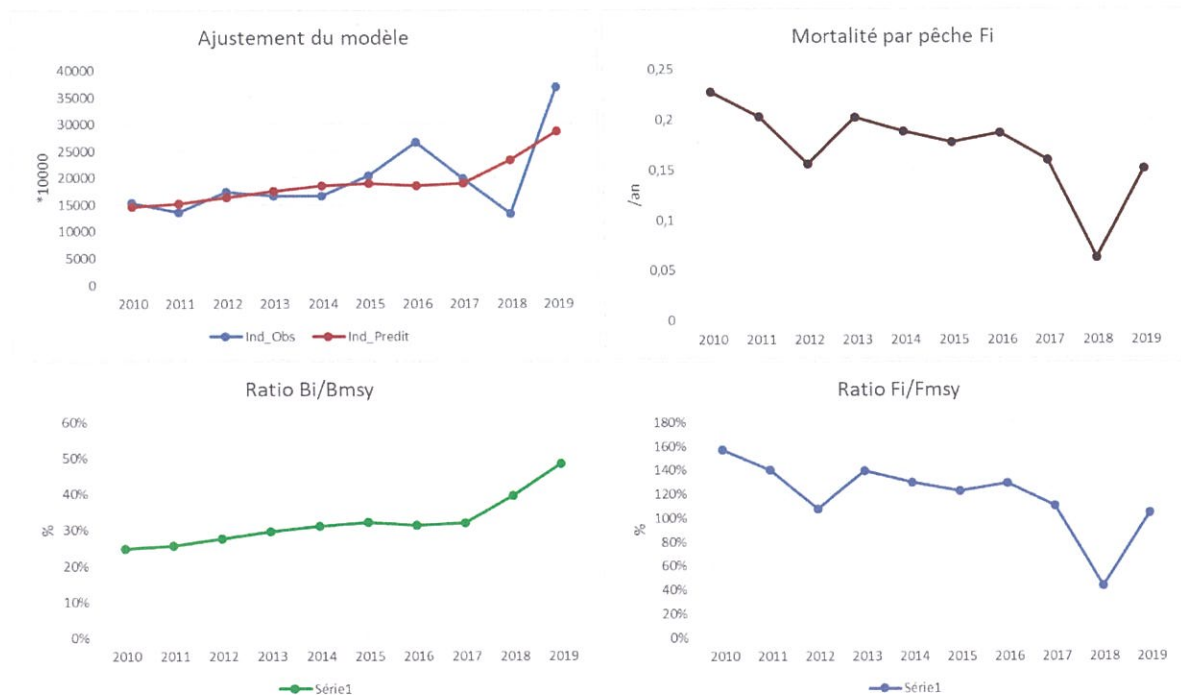 Ajustement du modèle
*10000
40000
35000
30000
25000
20000
15000
10000
5000
0
2010 2011 2012 2013 2014 2015 2016 2017 2018 2019
Ind_Obs Ind_Predit
Mortalité par pêche Fi
/an
0,25
0,2
0,15
0,1
0,05
0
2010 2011 2012 2013 2014 2015 2016 2017 2018 2019
Ratio Bi/Bmsy
%
60%
50%
40%
30%
20%
10%
0%
2010 2011 2012 2013 2014 2015 2016 2017 2018 2019
Série1
Ratio Fi/Fmsy
%
180%
160%
140%
120%
100%
80%
60%
40%
20%
0%
2010 2011 2012 2013 2014 2015 2016 2017 2018 2019
Série1